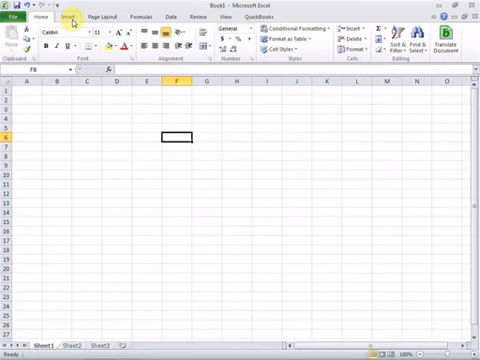 Book1 - Microsoft Excel
File Home Insert Page Layout Formulas Data Review View QuickBooks
Calibri 11 General Conditional Formatting Insert
Paste B I U $ % , Format as Table Delete Sort & Find & Translate
Cell Styles Format Filter Select Document
Clipboard Font Alignment Number Styles Cells Editing
F6 fx
A B C D E F G H I J K L M N O
1
2
3
4
5
6
7
8
9
10
11
12
13
14
15
16
17
18
19
20
21
22
23
24
25
26
27
Sheet1 Sheet2 Sheet3
Ready 100%